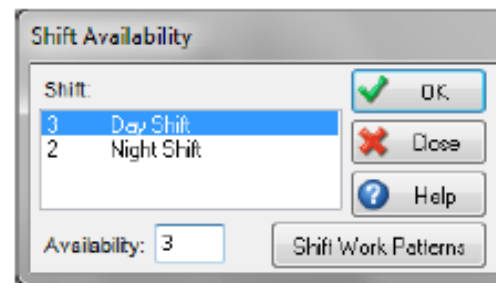 Shift Availability
Shift:
OK
3 Day Shift
2 Night Shift
Close
Help
Availability: 3
Shift Work Patterns